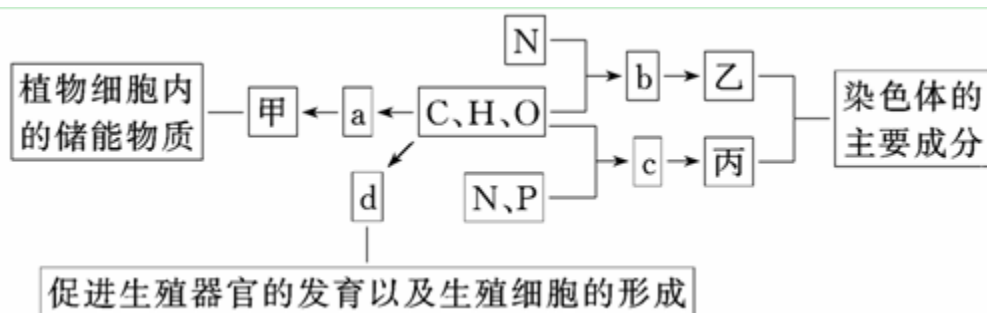 N
植物细胞内
的储能物质
甲
a
C、H、O
b
乙
染色体的
主要成分
d
N、P
c
丙
促进生殖器官的发育以及生殖细胞的形成